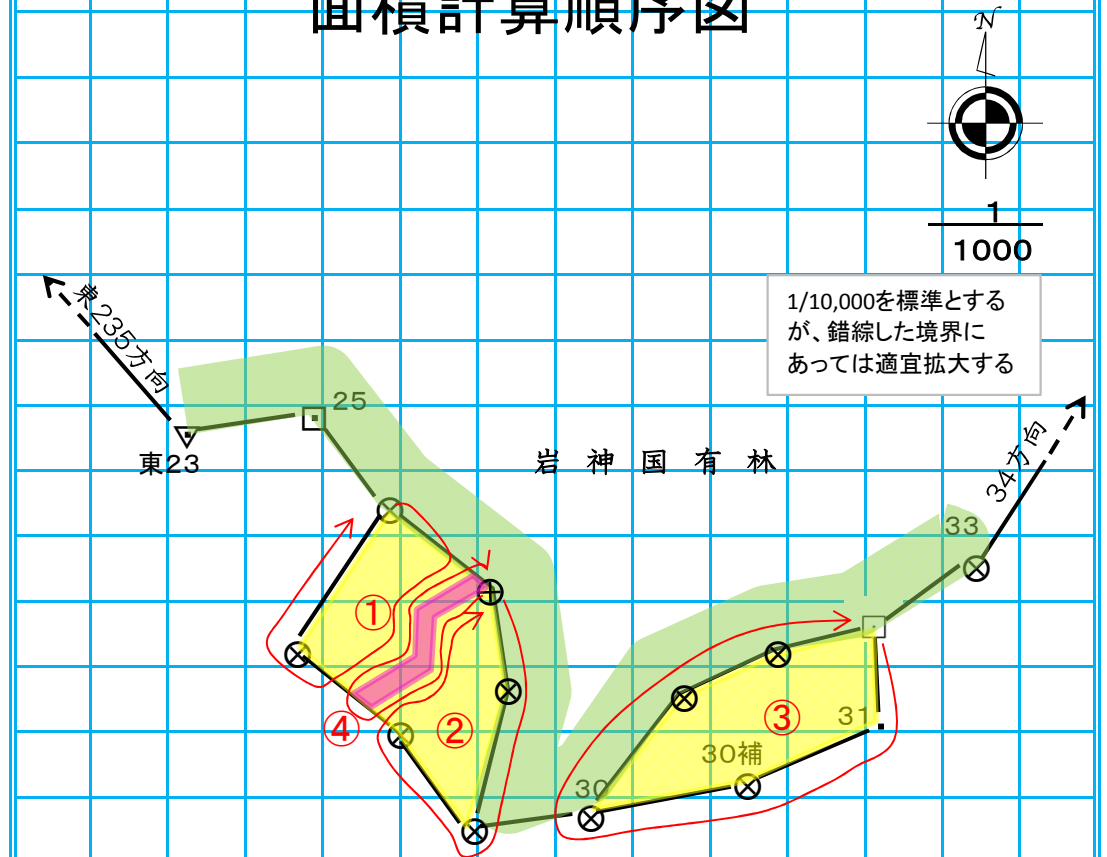 面積計算順序図
N
1
1000
1/10,000を標準とする
が、錯綜した境界に
あっては適宜拡大する
東235方向
25
東23
岩神国有林
34方向
33
①
④
②
③
31
30補
30